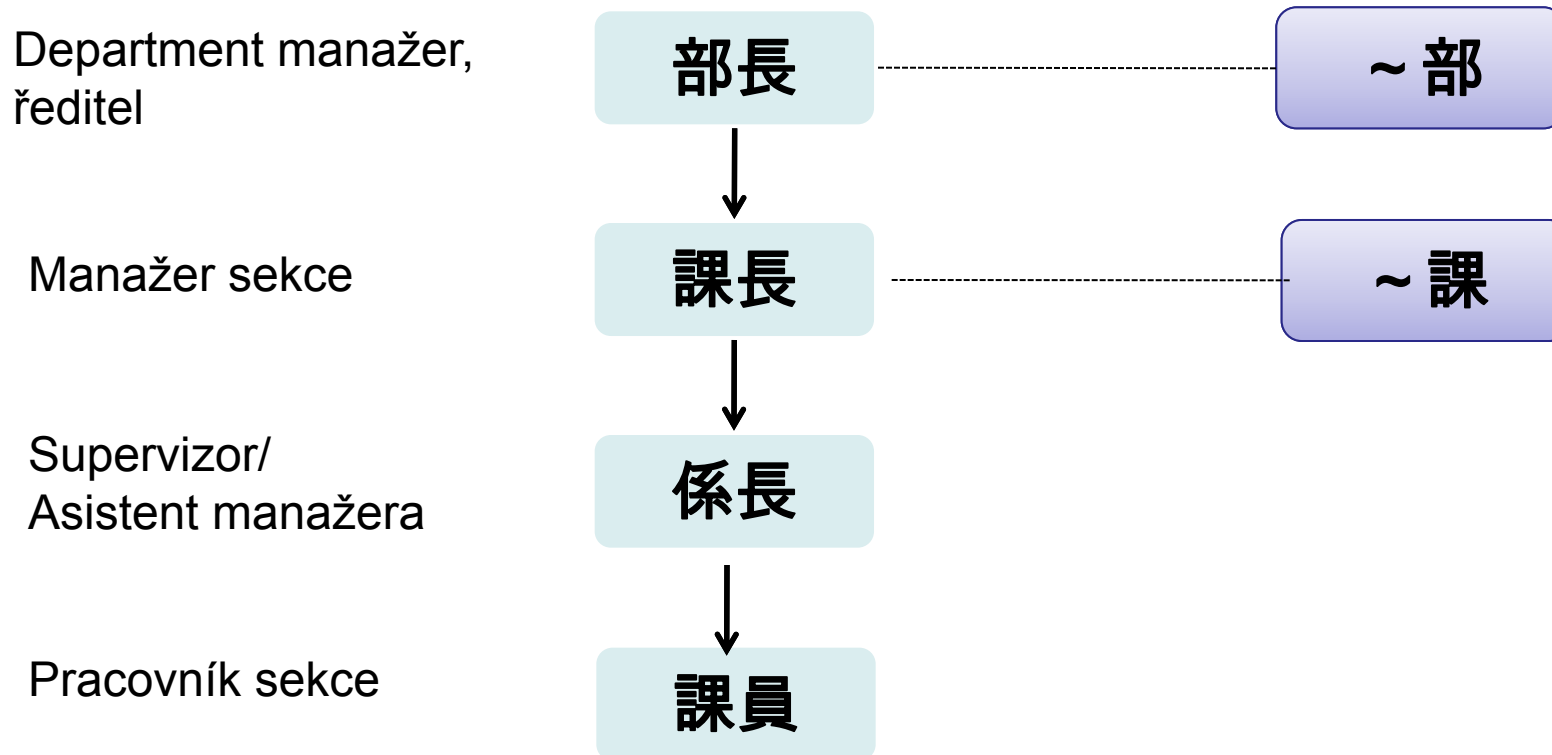 Department manažer,
ředitel
部長
~ 部
Manažer sekce
課長
~ 課
Supervizor/
Asistent manažera
係長
Pracovník sekce
課員